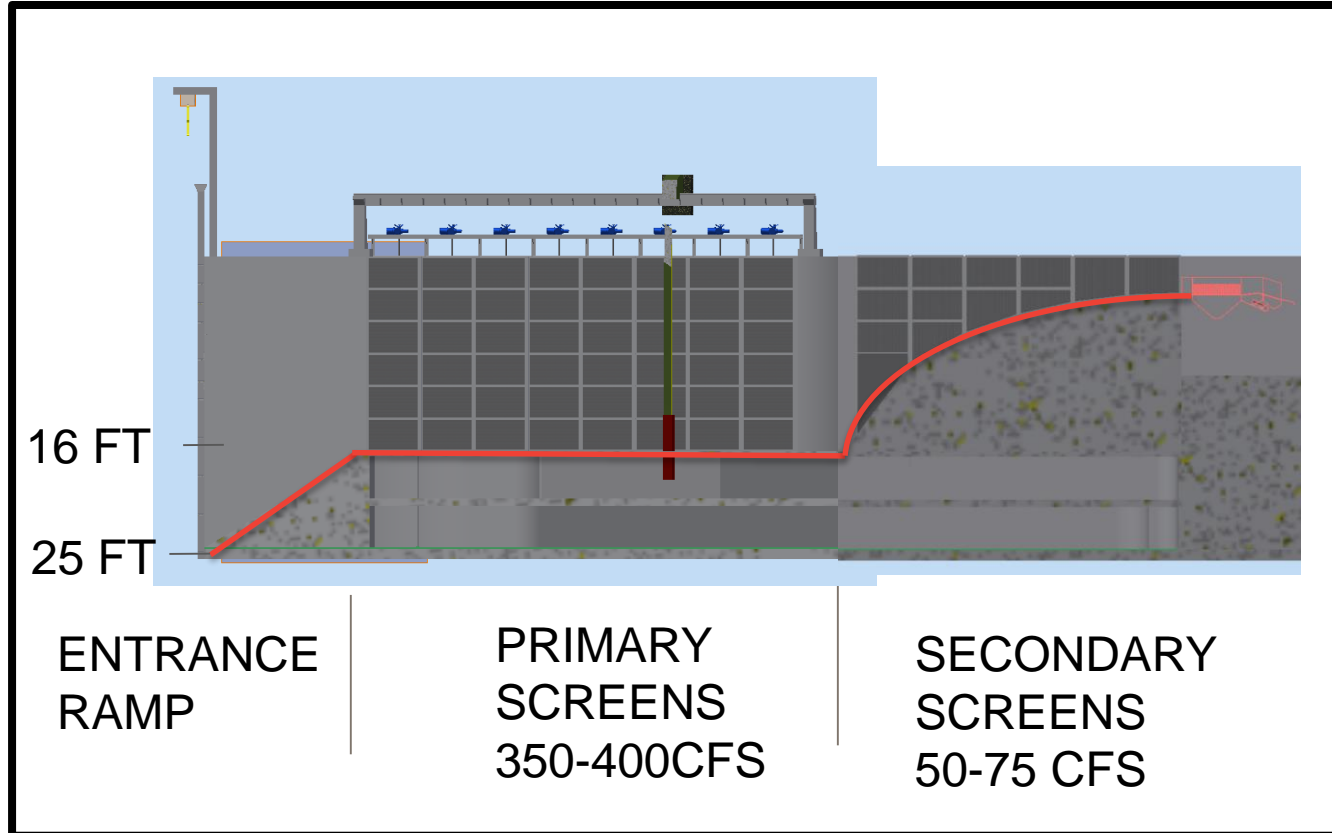 16 FT
25 FT
ENTRANCE
RAMP
PRIMARY
SCREENS
350-400CFS
SECONDARY
SCREENS
50-75 CFS